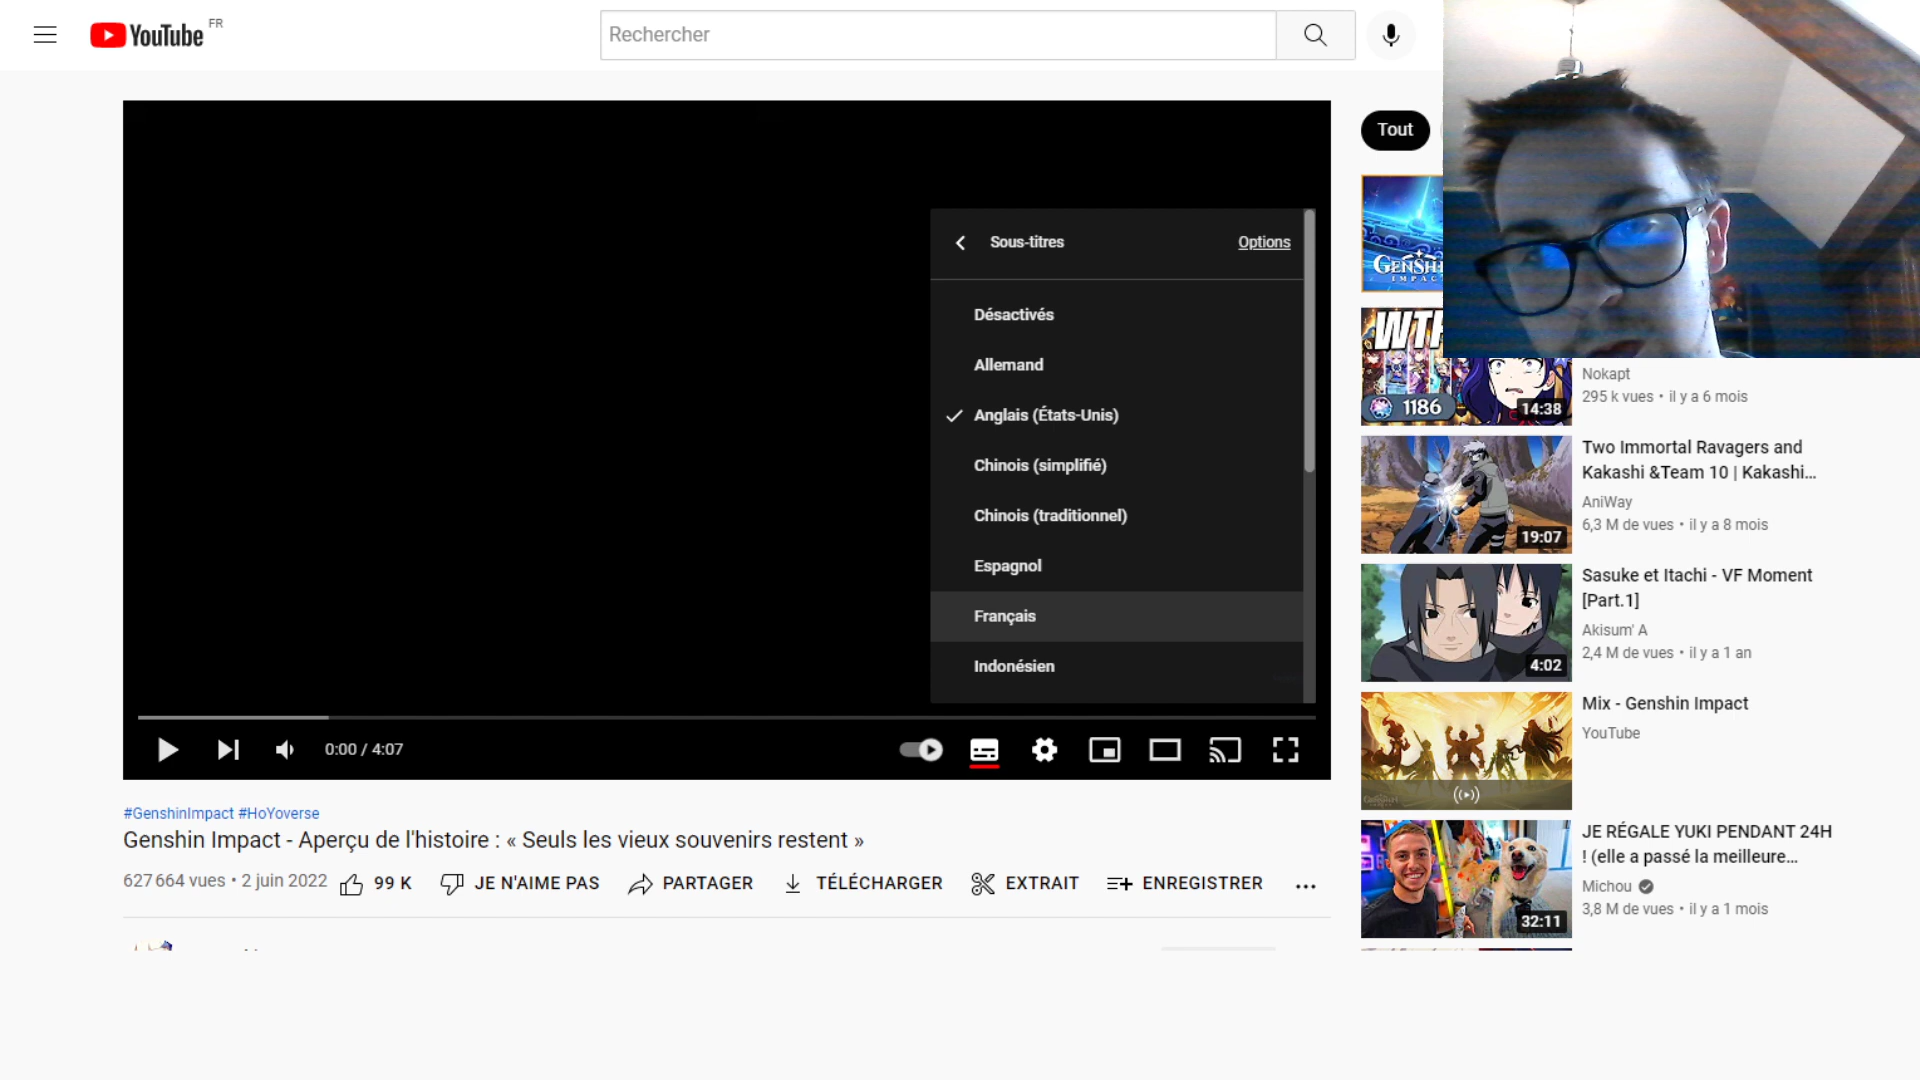 YouTube FR
Rechercher
Tout
GENSHIN
IMPACT
Sous-titres
Options
Désactivés
Allemand
Anglais (États-Unis)
Chinois (simplifié)
Chinois (traditionnel)
Espagnol
Français
Indonésien
0:00 / 4:07
#GenshinImpact #HoYoverse
Genshin Impact - Aperçu de l'histoire : « Seuls les vieux souvenirs restent »
627 664 vues • 2 juin 2022
99 K
JE N'AIME PAS
PARTAGER
TÉLÉCHARGER
EXTRAIT
ENREGISTRER
1186
14:38
Nokapt
295 k vues • il y a 6 mois
19:07
Two Immortal Ravagers and
Kakashi &Team 10 | Kakashi...
AniWay
6,3 M de vues • il y a 8 mois
4:02
Sasuke et Itachi - VF Moment
[Part.1]
Akisum' A
2,4 M de vues • il y a 1 an
Mix - Genshin Impact
YouTube
32:11
JE RÉGALE YUKI PENDANT 24H
! (elle a passé la meilleure...
Michou
3,8 M de vues • il y a 1 mois